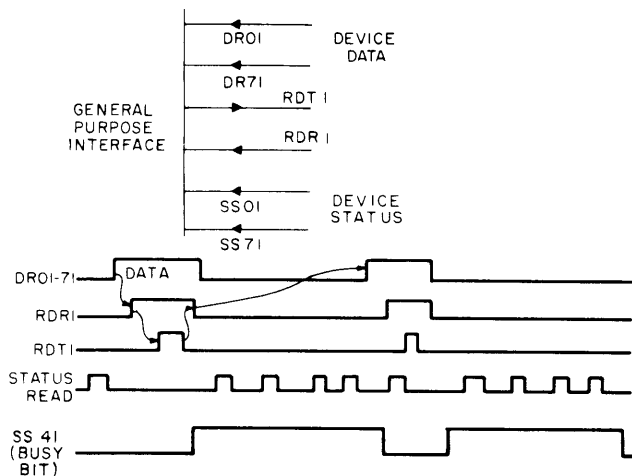 DR01
DEVICE
DATA
DR71
RDT1
GENERAL
PURPOSE
INTERFACE
RDR1
SS01
DEVICE
STATUS
SS71
DR01-71
DATA
RDR1
RDT1
STATUS
READ
SS 41
(BUSY
BIT)